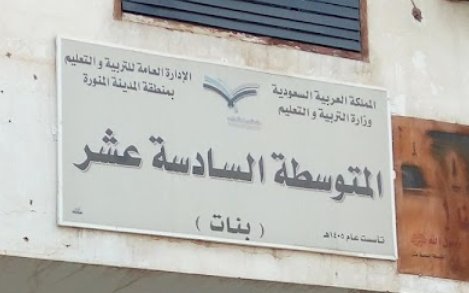 المملكة العربية السعودية
وزارة التربية و التعليم
الإدارة العامة للتربية و التعليم
بمنطقة المدينة المنورة
المتوسطة السادسة عشر
( بنات )
تأسست عام ١٤٠٥هـ